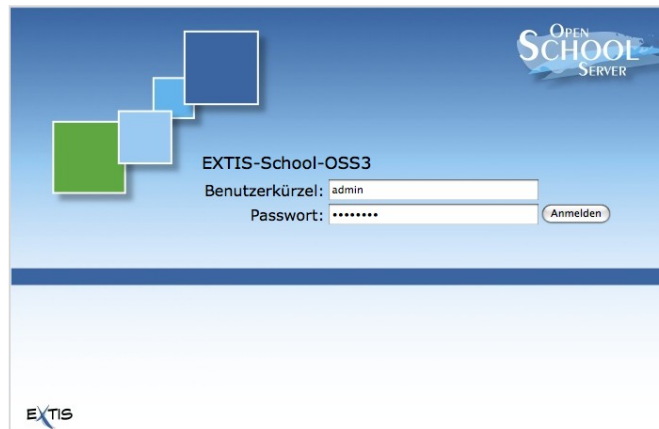 OPEN
SCHOOL
SERVER
EXTIS-School-OSS3
Benutzerkürzel: admin
Passwort: •••••••• Anmelden
EXTIS